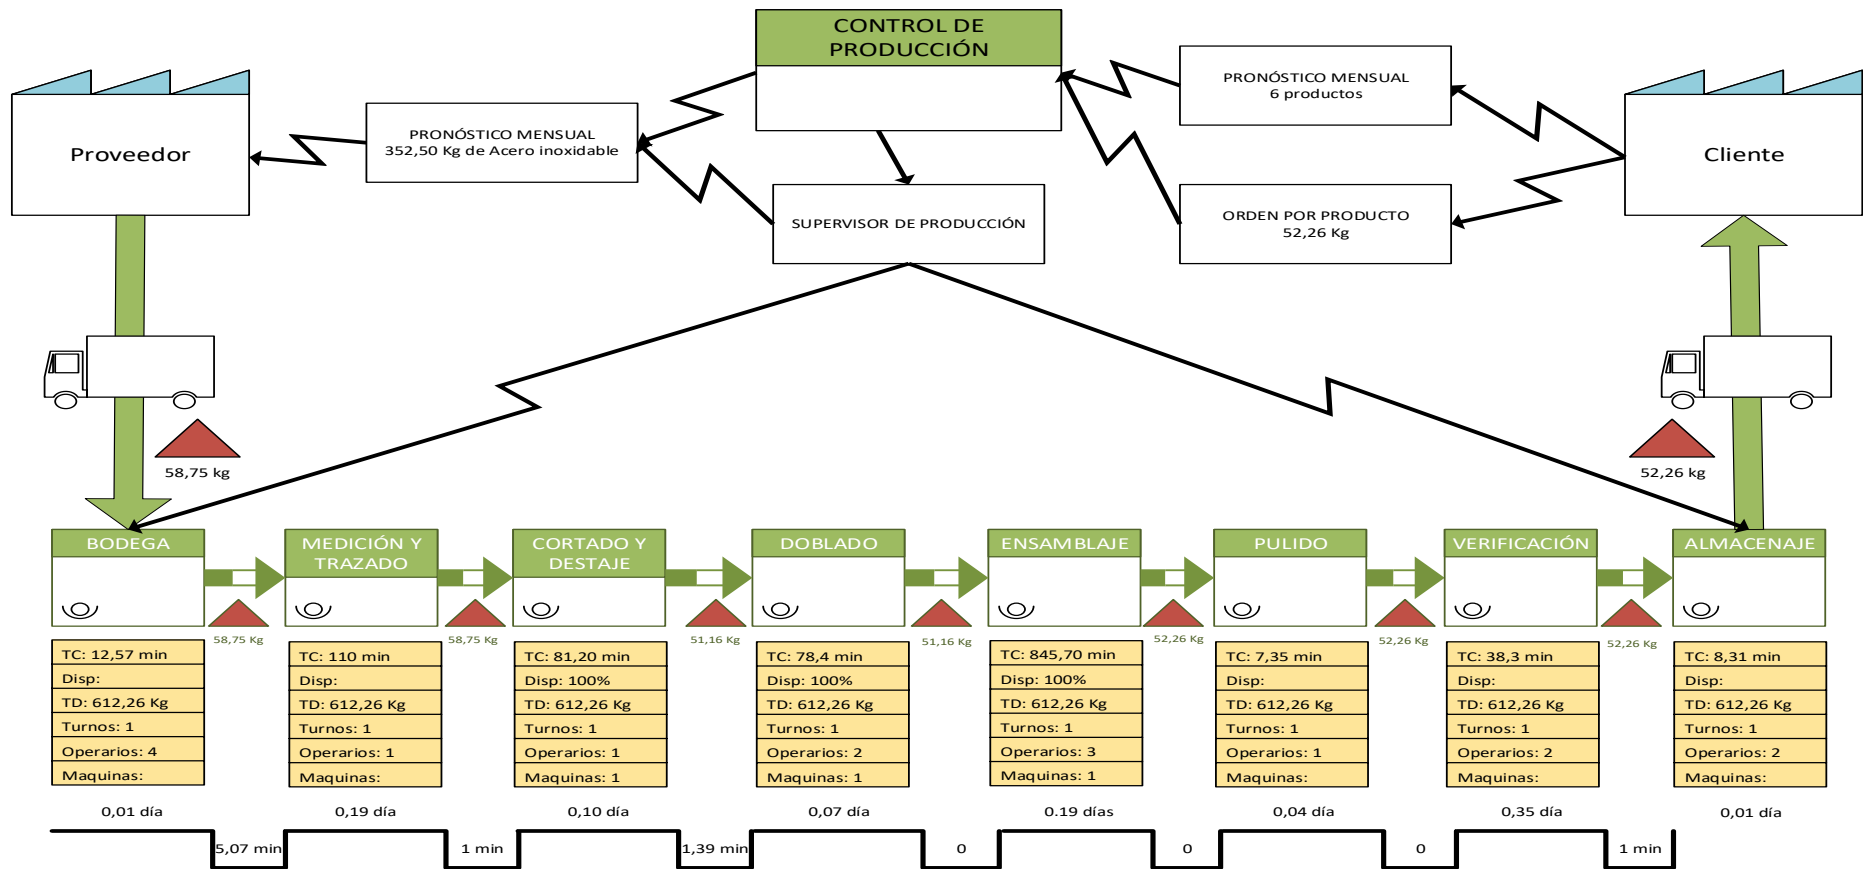 CONTROL DE
PRODUCCIÓN
PRONÓSTICO MENSUAL
6 productos
Proveedor
PRONÓSTICO MENSUAL
352,50 Kg de Acero inoxidable
Cliente
SUPERVISOR DE PRODUCCIÓN
ORDEN POR PRODUCTO
52,26 Kg
58,75 kg
52,26 kg
BODEGA
MEDICIÓN Y
TRAZADO
CORTADO Y
DESTAJE
DOBLADO
ENSAMBLAJE
PULIDO
VERIFICACIÓN
ALMACENAJE
58,75 Kg
58,75 Kg
51,16 Kg
51,16 Kg
52,26 Kg
52,26 Kg
52,26 Kg
TC: 12,57 min
Disp:
TD: 612,26 Kg
Turnos: 1
Operarios: 4
Maquinas:
TC: 110 min
Disp:
TD: 612,26 Kg
Turnos: 1
Operarios: 1
Maquinas:
TC: 81,20 min
Disp: 100%
TD: 612,26 Kg
Turnos: 1
Operarios: 1
Maquinas: 1
TC: 78,4 min
Disp: 100%
TD: 612,26 Kg
Turnos: 1
Operarios: 2
Maquinas: 1
TC: 845,70 min
Disp: 100%
TD: 612,26 Kg
Turnos: 1
Operarios: 3
Maquinas: 1
TC: 7,35 min
Disp:
TD: 612,26 Kg
Turnos: 1
Operarios: 1
Maquinas:
TC: 38,3 min
Disp:
TD: 612,26 Kg
Turnos: 1
Operarios: 2
Maquinas:
TC: 8,31 min
Disp:
TD: 612,26 Kg
Turnos: 1
Operarios: 2
Maquinas:
0,01 día
0,19 día
0,10 día
0,07 día
0.19 días
0,04 día
0,35 día
0,01 día
5,07 min
1 min
1,39 min
0
0
0
1 min